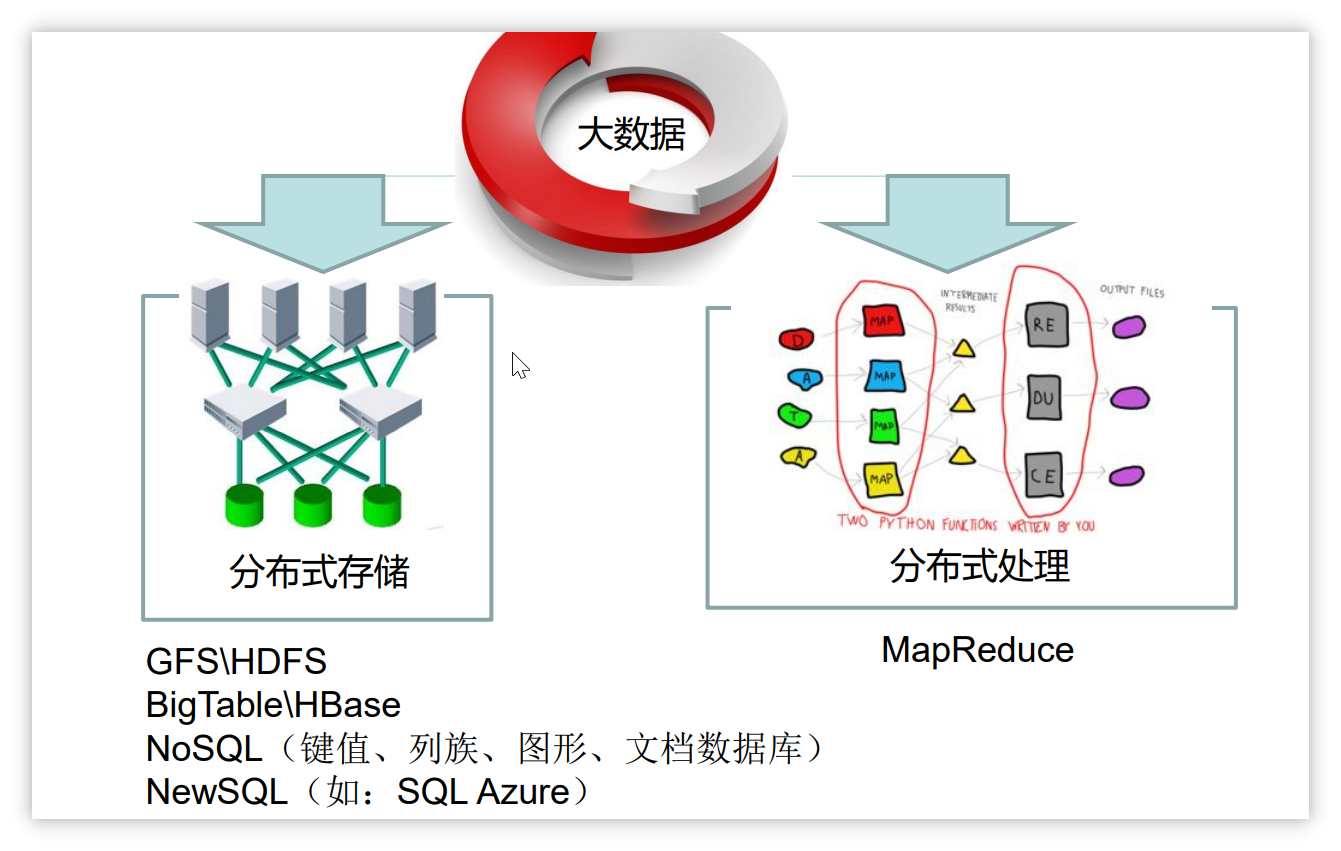 大数据
分布式存储
GFS\HDFS
BigTable\HBase
NoSQL（键值、列族、图形、文档数据库）
NewSQL（如：SQL Azure）
INTERMEDIATE
RESULTS
OUTPUT FILES
D
A
T
A
MAP
MAP
MAP
MAP
RE
DU
CE
TWO PYTHON FUNCTIONS WRITTEN BY YOU
分布式处理
MapReduce